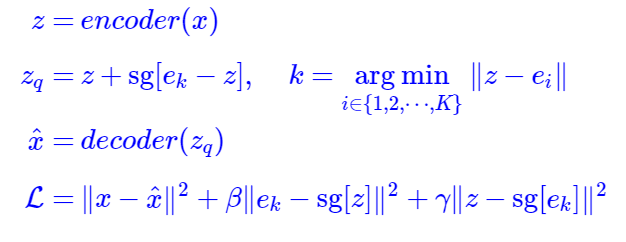 z = encoder(x)
z_q = z + sg[e_k − z],   k = arg min_{i∈{1,2,⋯,K}} ‖z − e_i‖
x̂ = decoder(z_q)
ℒ = ‖x − x̂‖² + β‖e_k − sg[z]‖² + γ‖z − sg[e_k]‖²